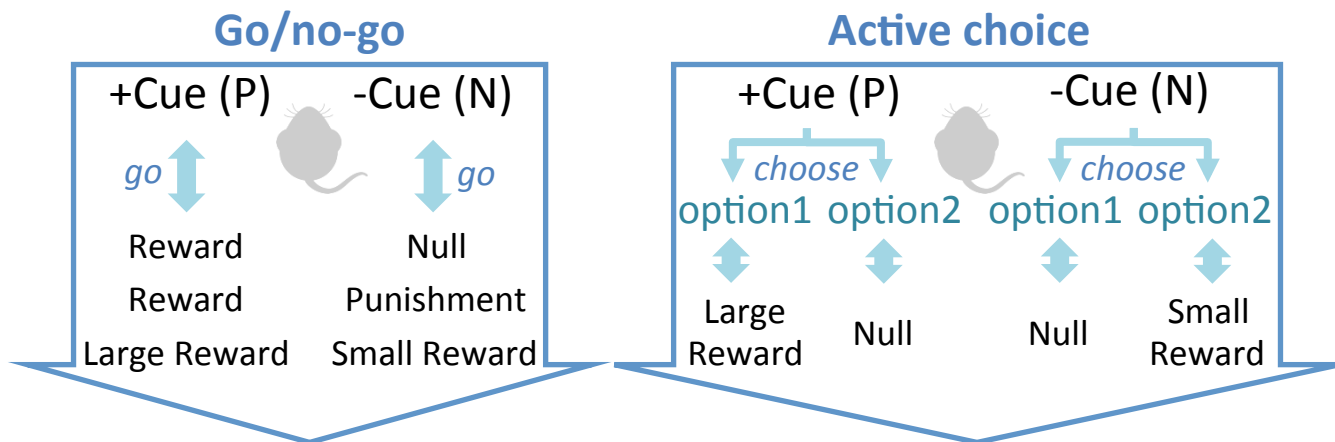 Go/no-go
+Cue (P) -Cue (N)
go go
Reward Null
Reward Punishment
Large Reward Small Reward
Active choice
+Cue (P) -Cue (N)
choose choose
option1 option2 option1 option2
Large Reward Null Null Small Reward